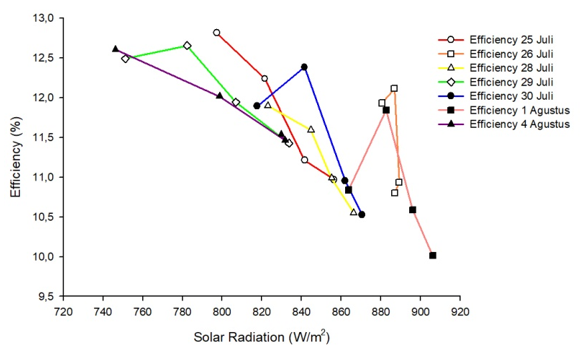 13,0
12,5
12,0
11,5
11,0
10,5
10,0
9,5
Efficiency (%)
720 740 760 780 800 820 840 860 880 900 920
Solar Radiation (W/m²)
Efficiency 25 Juli
Efficiency 26 Juli
Efficiency 28 Juli
Efficiency 29 Juli
Efficiency 30 Juli
Efficiency 1 Agustus
Efficiency 4 Agustus